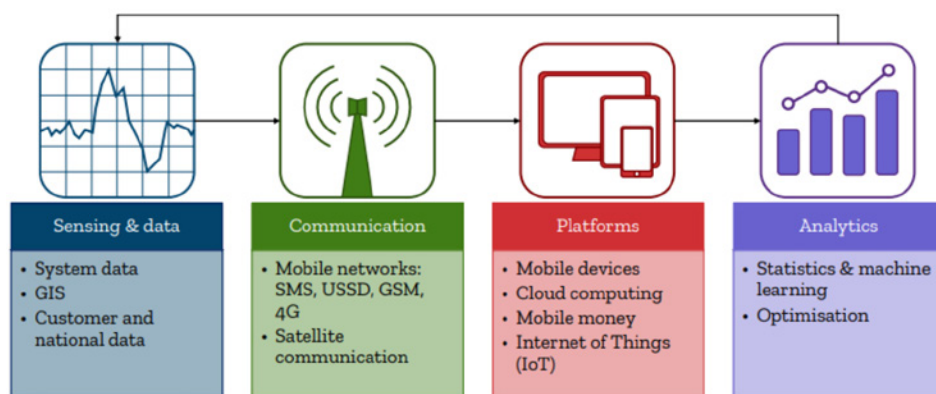 Sensing & data
• System data
• GIS
• Customer and
national data
Communication
• Mobile networks:
SMS, USSD, GSM,
4G
• Satellite
communication
Platforms
• Mobile devices
• Cloud computing
• Mobile money
• Internet of Things
(IoT)
Analytics
• Statistics & machine
learning
• Optimisation